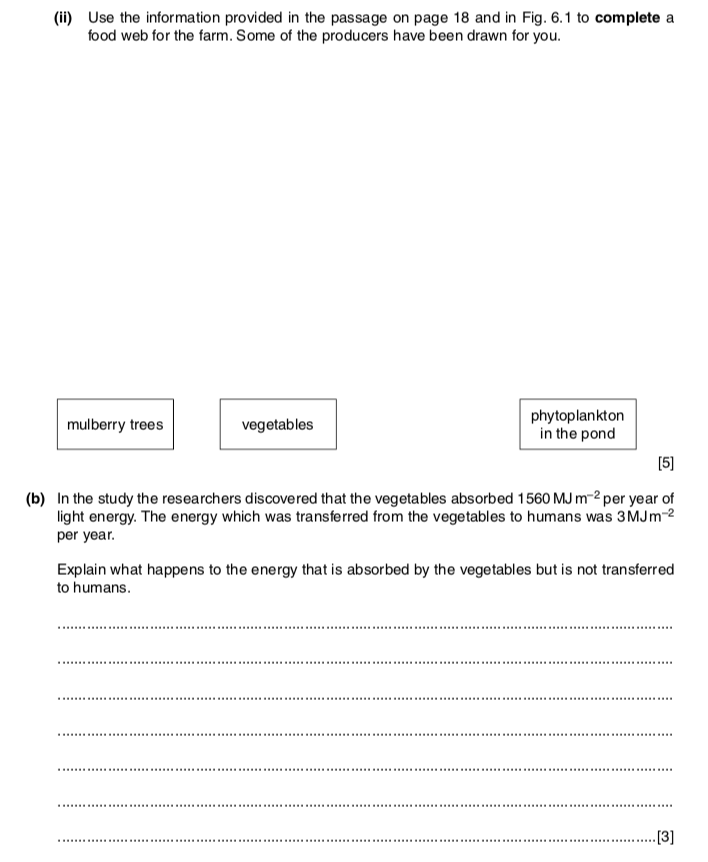 (ii) Use the information provided in the passage on page 18 and in Fig. 6.1 to complete a
food web for the farm. Some of the producers have been drawn for you.
mulberry trees
vegetables
phytoplankton
in the pond
[5]
(b) In the study the researchers discovered that the vegetables absorbed 1560 MJ m⁻² per year of
light energy. The energy which was transferred from the vegetables to humans was 3 MJ m⁻²
per year.
Explain what happens to the energy that is absorbed by the vegetables but is not transferred
to humans.
[3]